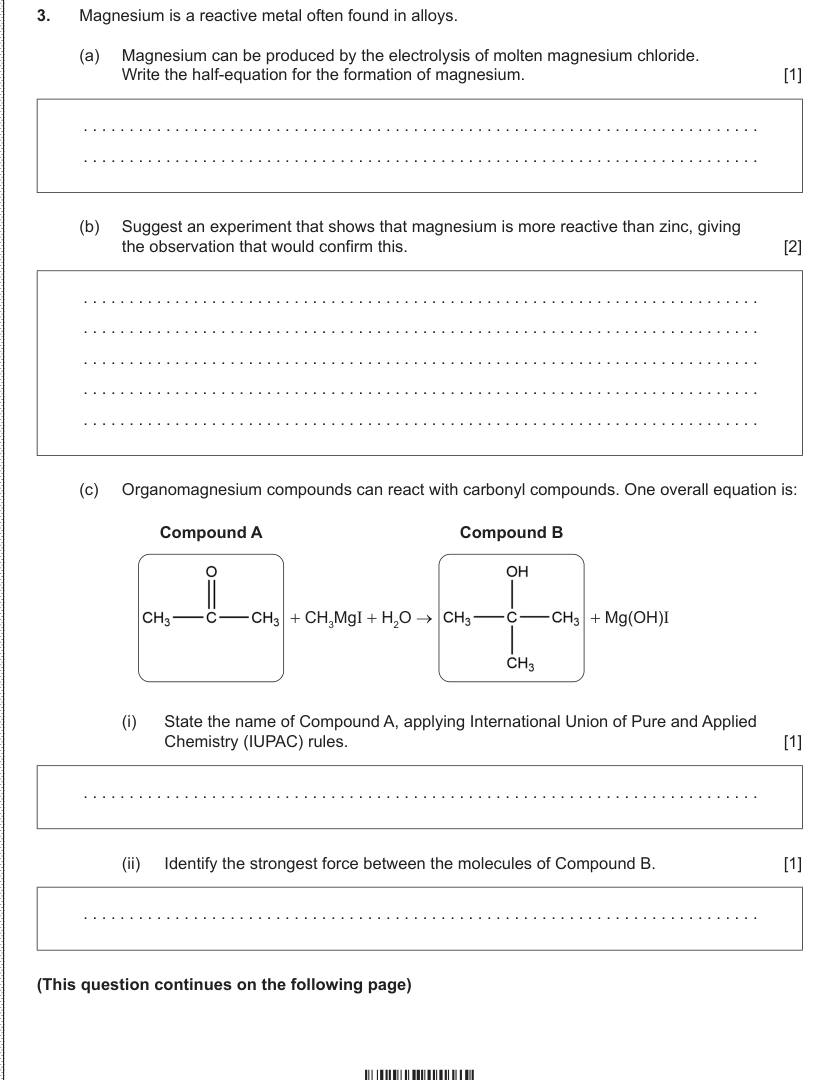 3. Magnesium is a reactive metal often found in alloys.
(a) Magnesium can be produced by the electrolysis of molten magnesium chloride.
Write the half-equation for the formation of magnesium. [1]
(b) Suggest an experiment that shows that magnesium is more reactive than zinc, giving
the observation that would confirm this. [2]
(c) Organomagnesium compounds can react with carbonyl compounds. One overall equation is:
Compound A Compound B
O OH
CH₃ C CH₃ + CH₃MgI + H₂O → CH₃ C CH₃ + Mg(OH)I
CH₃
(i) State the name of Compound A, applying International Union of Pure and Applied
Chemistry (IUPAC) rules. [1]
(ii) Identify the strongest force between the molecules of Compound B. [1]
(This question continues on the following page)